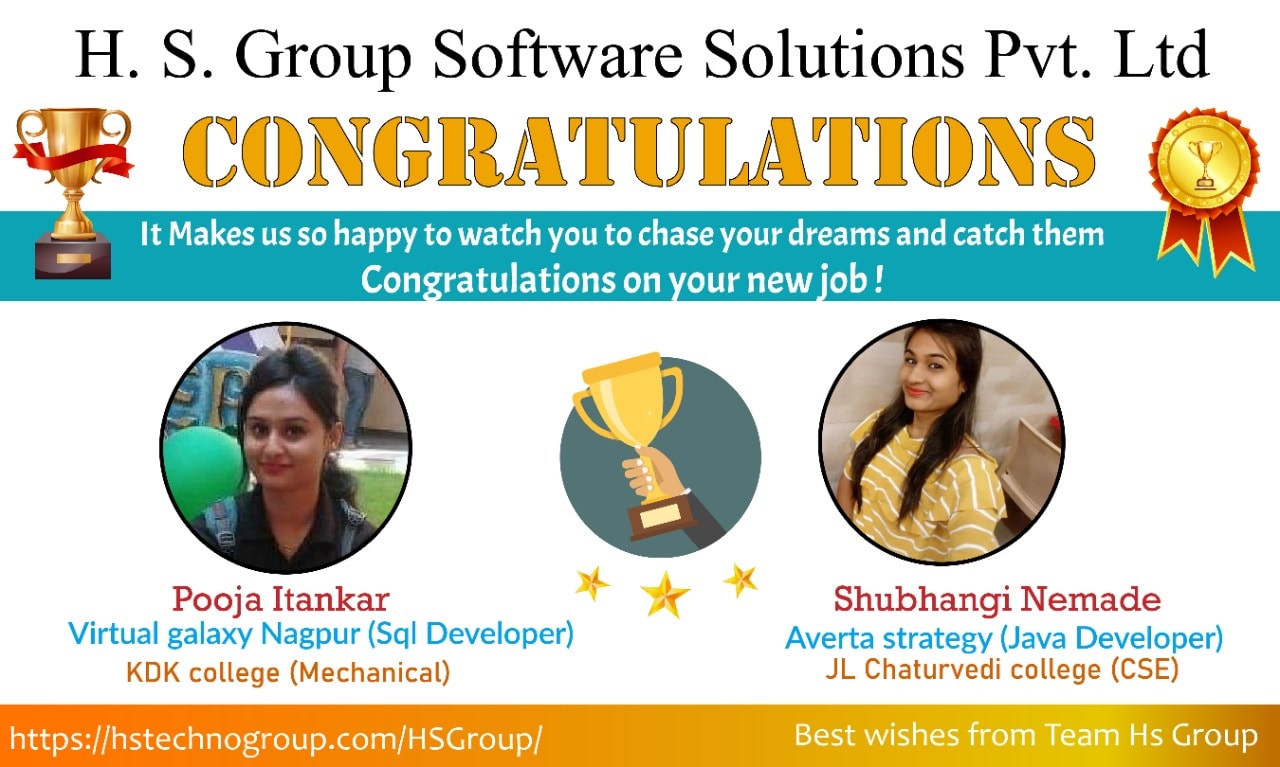 H. S. Group Software Solutions Pvt. Ltd
CONGRATULATIONS
It Makes us so happy to watch you to chase your dreams and catch them
Congratulations on your new job !
Pooja Itankar
Virtual galaxy Nagpur (Sql Developer)
KDK college (Mechanical)
Shubhangi Nemade
Averta strategy (Java Developer)
JL Chaturvedi college (CSE)
https://hstechnogroup.com/HSGroup/
Best wishes from Team Hs Group